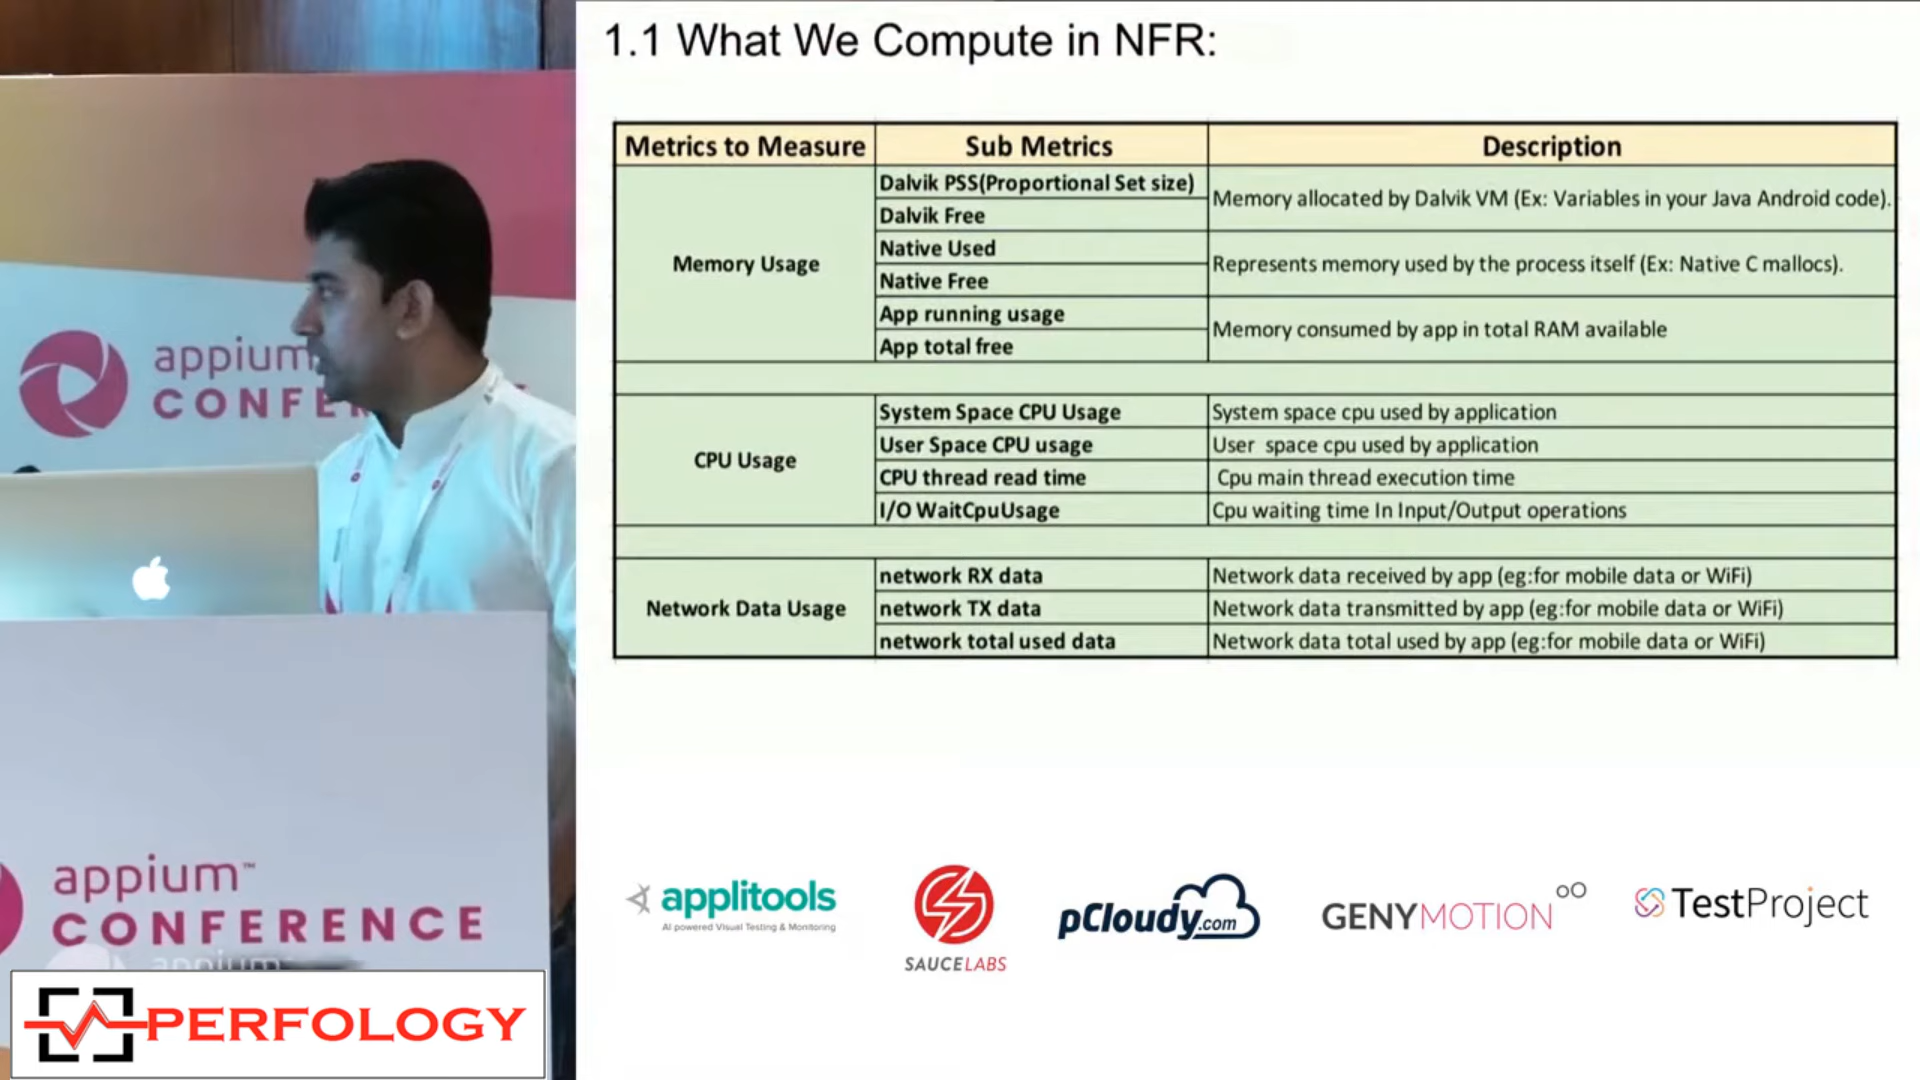 1.1 What We Compute in NFR:
Metrics to Measure Sub Metrics Description
Memory Usage
Dalvik PSS(Proportional Set size)
Dalvik Free
Memory allocated by Dalvik VM (Ex: Variables in your Java Android code).
Native Used
Native Free
Represents memory used by the process itself (Ex: Native C mallocs).
App running usage
App total free
Memory consumed by app in total RAM available
CPU Usage
System Space CPU Usage System space cpu used by application
User Space CPU usage User space cpu used by application
CPU thread read time Cpu main thread execution time
I/O WaitCpuUsage Cpu waiting time In Input/Output operations
Network Data Usage
network RX data Network data received by app (eg:for mobile data or WiFi)
network TX data Network data transmitted by app (eg:for mobile data or WiFi)
network total used data Network data total used by app (eg:for mobile data or WiFi)
applitools
AI powered Visual Testing & Monitoring
SAUCELABS
pCloudy.com
GENYMOTION
TestProject
appium
CONFE
appium™
CONFERENCE
appium
PERFOLOGY